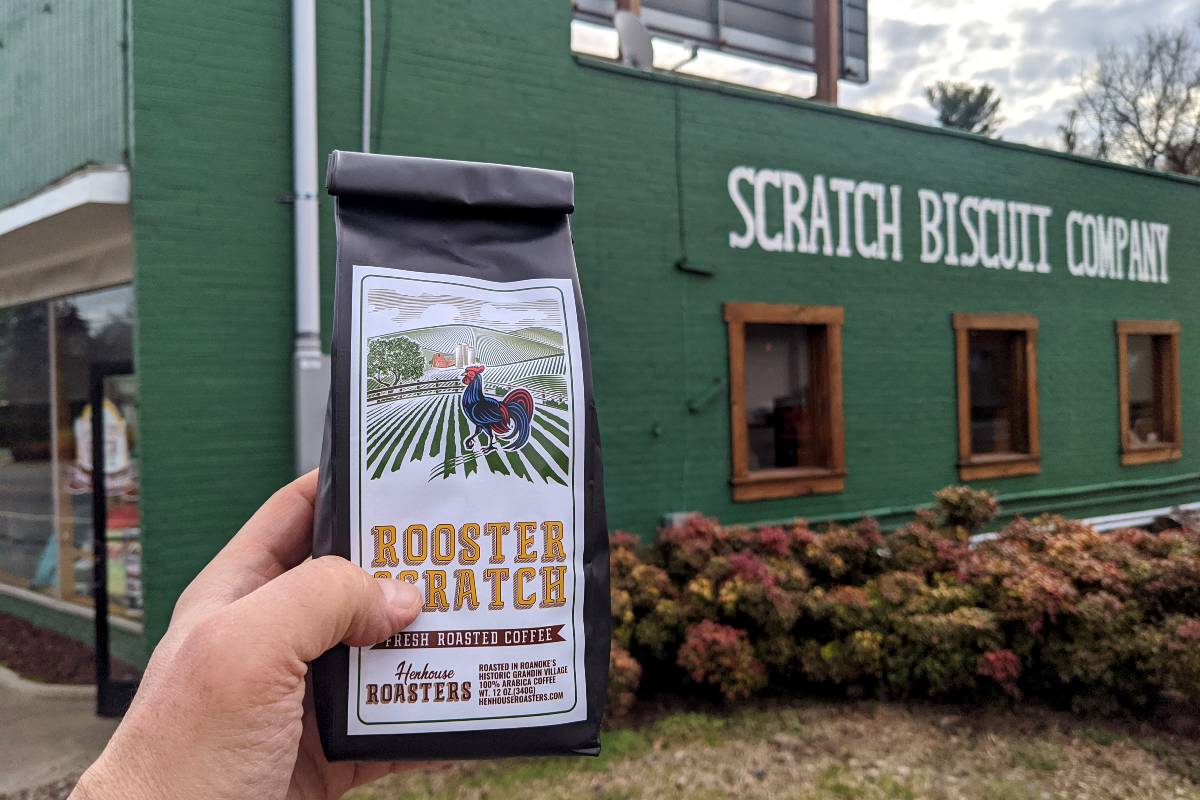 SCRATCH BISCUIT COMPANY
ROOSTER
SCRATCH
FRESH ROASTED COFFEE
Henhouse
ROASTERS
ROASTED IN ROANOKE'S
HISTORIC GRANDIN VILLAGE
100% ARABICA COFFEE
WT. 12 OZ.(340G)
HENHOUSEROASTERS.COM